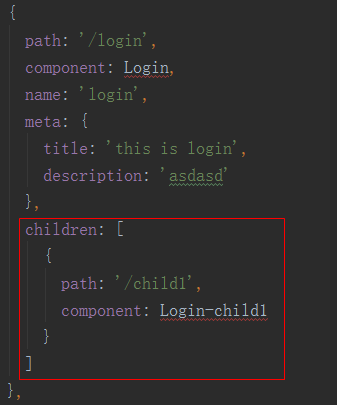 {
path: '/login',
component: Login,
name: 'login',
meta: {
title: 'this is login',
description: 'asdasd'
},
children: [
{
path: '/child1',
component: Login-child1
}
]
},